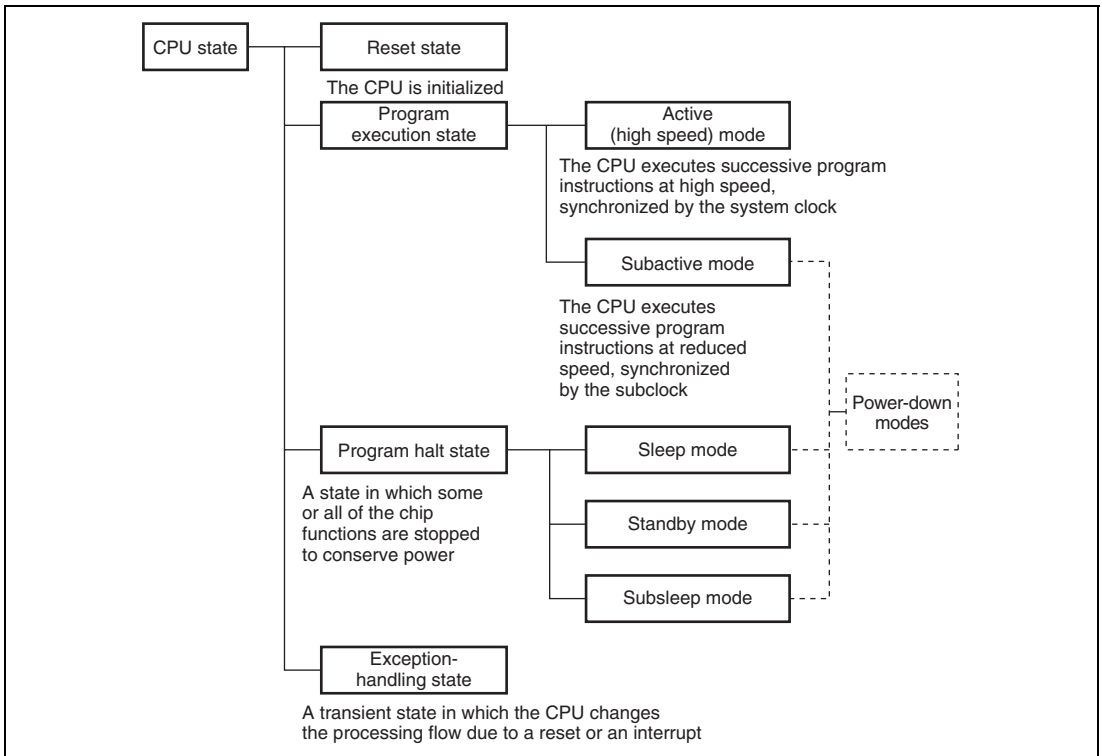 CPU state
Reset state
The CPU is initialized
Program
execution state
Active
(high speed) mode
The CPU executes successive program
instructions at high speed,
synchronized by the system clock
Subactive mode
The CPU executes
successive program
instructions at reduced
speed, synchronized
by the subclock
Power-down
modes
Program halt state
A state in which some
or all of the chip
functions are stopped
to conserve power
Sleep mode
Standby mode
Subsleep mode
Exception-
handling state
A transient state in which the CPU changes
the processing flow due to a reset or an interrupt